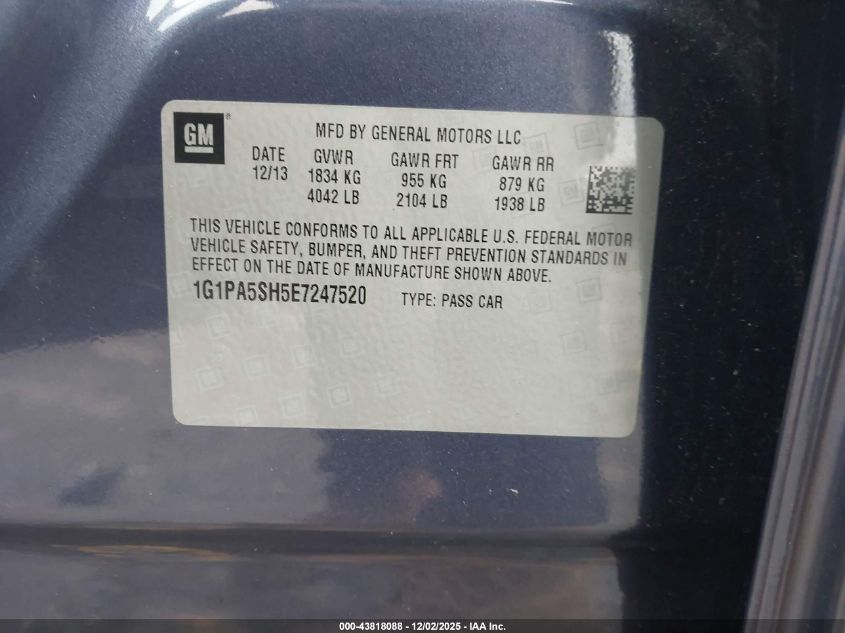 GM ®
MFD BY GENERAL MOTORS LLC
DATE GVWR GAWR FRT GAWR RR
12/13 1834 KG 955 KG 879 KG
4042 LB 2104 LB 1938 LB
THIS VEHICLE CONFORMS TO ALL APPLICABLE U.S. FEDERAL MOTOR
VEHICLE SAFETY, BUMPER, AND THEFT PREVENTION STANDARDS IN
EFFECT ON THE DATE OF MANUFACTURE SHOWN ABOVE.
1G1PA5SH5E7247520 TYPE: PASS CAR
000-43818088 - 12/02/2025 - IAA Inc.